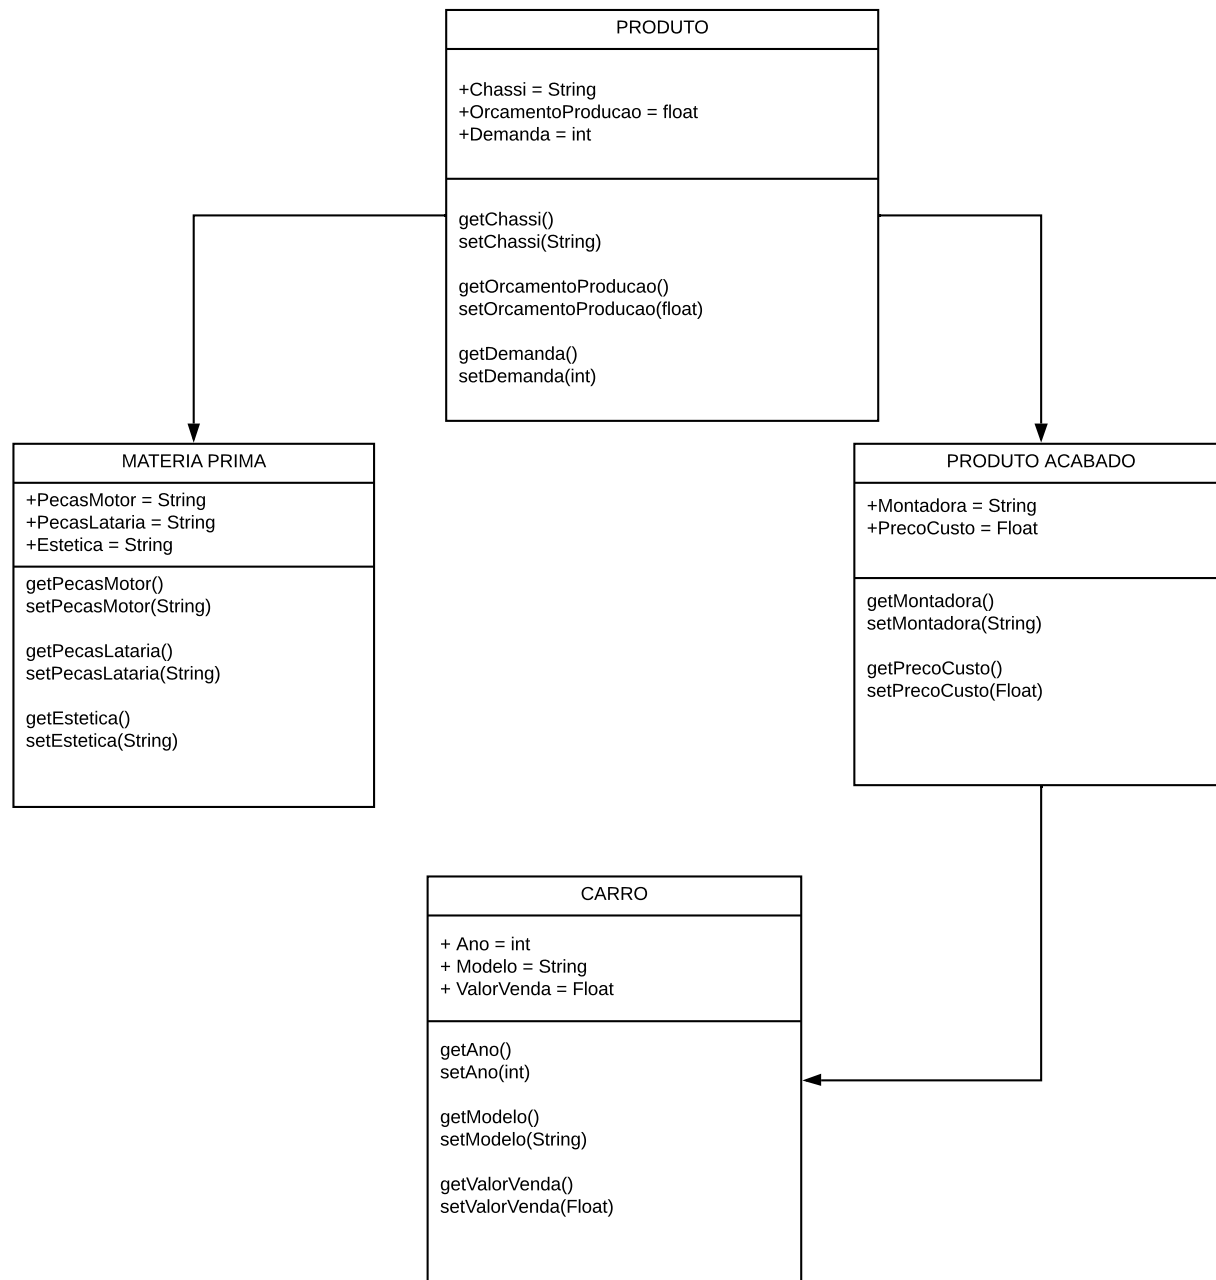 PRODUTO
+Chassi = String
+OrcamentoProducao = float
+Demanda = int
getChassi()
setChassi(String)
getOrcamentoProducao()
setOrcamentoProducao(float)
getDemanda()
setDemanda(int)
MATERIA PRIMA
+PecasMotor = String
+PecasLataria = String
+Estetica = String
getPecasMotor()
setPecasMotor(String)
getPecasLataria()
setPecasLataria(String)
getEstetica()
setEstetica(String)
PRODUTO ACABADO
+Montadora = String
+PrecoCusto = Float
getMontadora()
setMontadora(String)
getPrecoCusto()
setPrecoCusto(Float)
CARRO
+ Ano = int
+ Modelo = String
+ ValorVenda = Float
getAno()
setAno(int)
getModelo()
setModelo(String)
getValorVenda()
setValorVenda(Float)